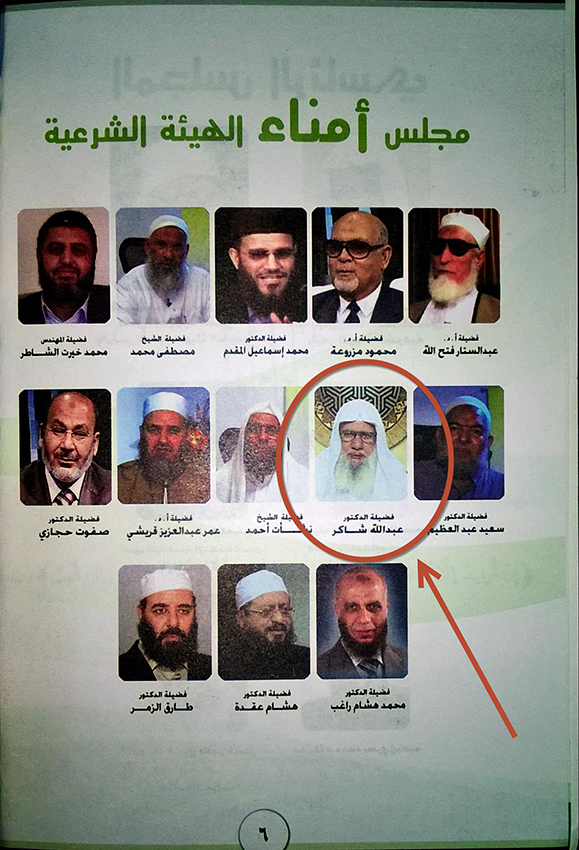 مجلس أمناء الهيئة الشرعية
فضيلة أ.د.
عبدالستار فتح الله
فضيلة أ.د.
محمود مزروعة
فضيلة الدكتور
محمد إسماعيل المقدم
فضيلة الشيخ
مصطفى محمد
فضيلة المهندس
محمد خيرت الشاطر
فضيلة الدكتور
سعيد عبد العظيم
فضيلة الدكتور
عبدالله شاكر
فضيلة الشيخ
نشأت أحمد
فضيلة أ.د.
عمر عبدالعزيز قريشي
فضيلة الدكتور
صفوت حجازي
فضيلة الدكتور
محمد هشام راغب
فضيلة الدكتور
هشام عقدة
فضيلة الدكتور
طارق الزمر
٦